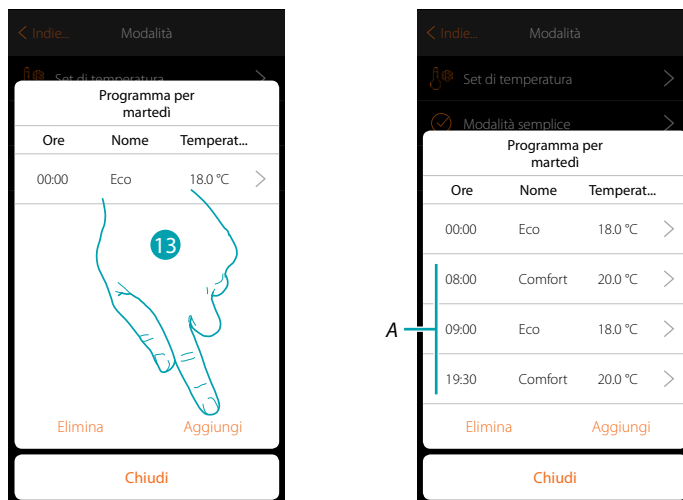 Indie... Modalità
Set di temperatura
Programma per
martedì
Ore Nome Temperat...
00:00 Eco 18.0 °C
13
Elimina Aggiungi
Chiudi
Indie... Modalità
Set di temperatura
Modalità semplice
Programma per
martedì
Ore Nome Temperat...
00:00 Eco 18.0 °C
08:00 Comfort 20.0 °C
A
09:00 Eco 18.0 °C
19:30 Comfort 20.0 °C
Elimina Aggiungi
Chiudi